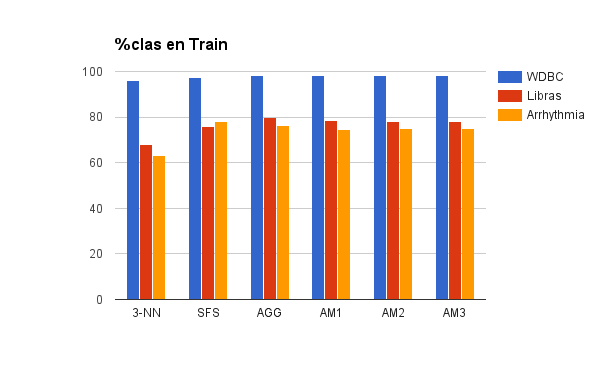 %clas en Train
100
80
60
40
20
0
3-NN SFS AGG AM1 AM2 AM3
WDBC
Libras
Arrhythmia